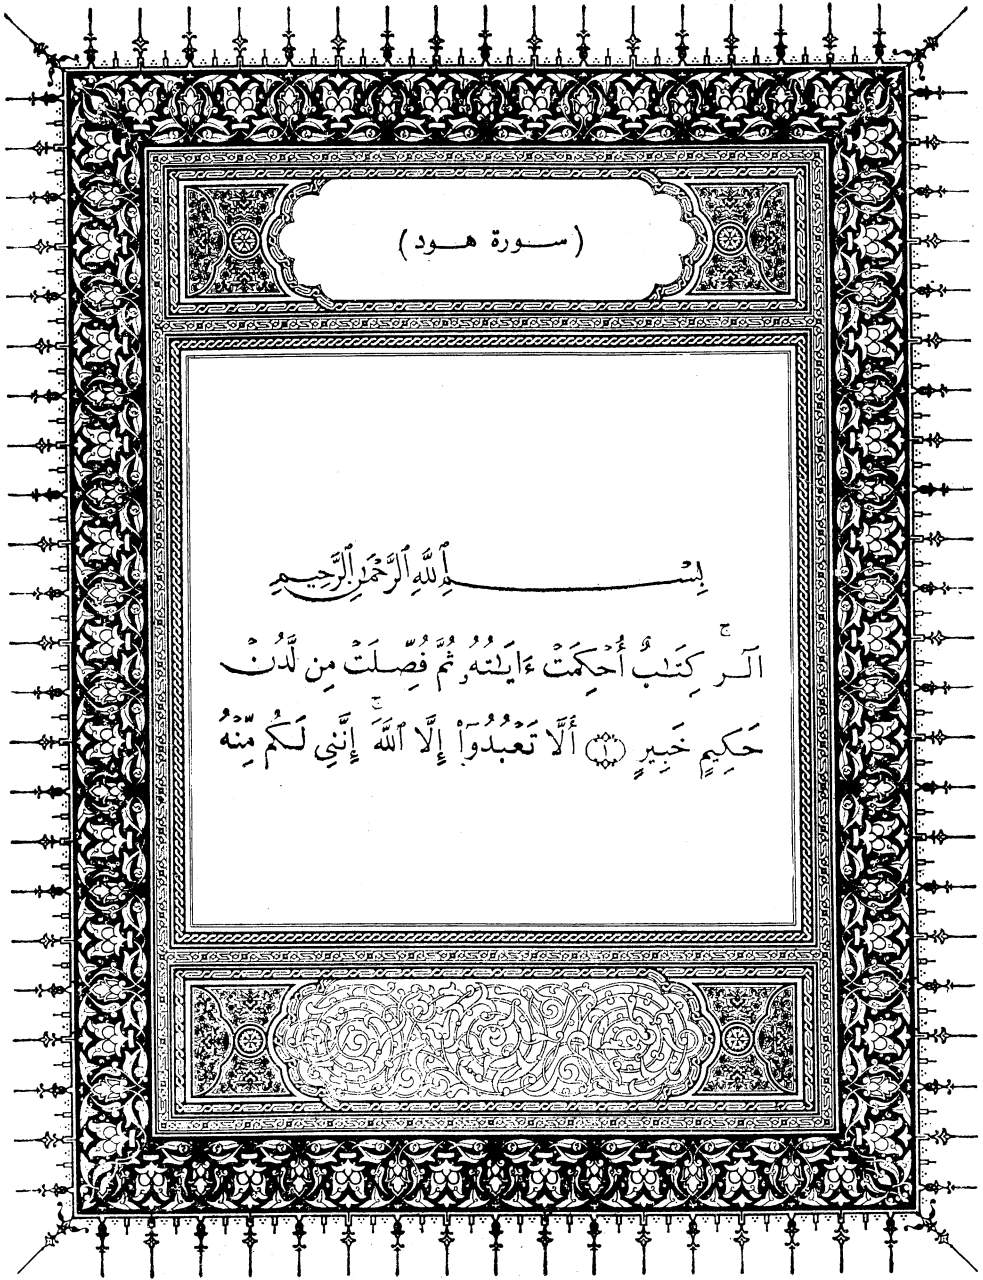 (سورة هود)
بِسْمِ ٱللَّهِ ٱلرَّحْمَٰنِ ٱلرَّحِيمِ
الٓرۚ كِتَٰبٌ أُحْكِمَتْ ءَايَٰتُهُۥ ثُمَّ فُصِّلَتْ مِن لَّدُنْ
حَكِيمٍ خَبِيرٍ ۝١ أَلَّا تَعْبُدُوٓا۟ إِلَّا ٱللَّهَۚ إِنَّنِى لَكُم مِّنْهُ